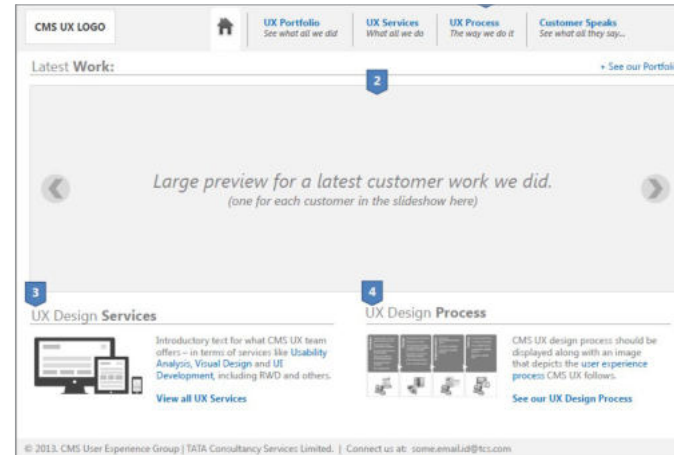 CMS UX LOGO
UX Portfolio
See what all we did
UX Services
What all we do
UX Process
The way we do it
Customer Speaks
See what all they say...
Latest Work:
+ See our Portfoli
2
Large preview for a latest customer work we did.
(one for each customer in the slideshow here)
3
UX Design Services
Introductory text for what CMS UX team
offers – in terms of services like Usability
Analysis, Visual Design and UI
Development, including RWD and others.
View all UX Services
4
UX Design Process
CMS UX design process should be
displayed along with an image
that depicts the user experience
process CMS UX follows.
See our UX Design Process
© 2013. CMS User Experience Group | TATA Consultancy Services Limited. | Connect us at: some.email.id@tcs.com